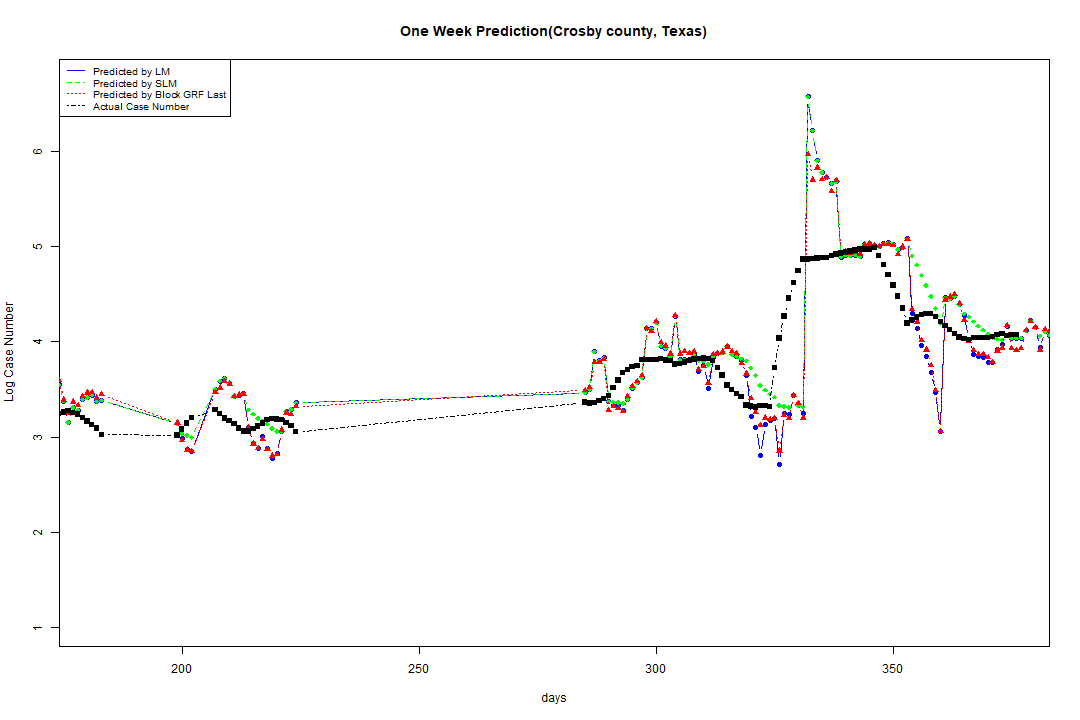 One Week Prediction(Crosby county, Texas)
Predicted by LM
Predicted by SLM
Predicted by Block GRF Last
Actual Case Number
Log Case Number
6
5
4
3
2
1
200
250
300
350
days